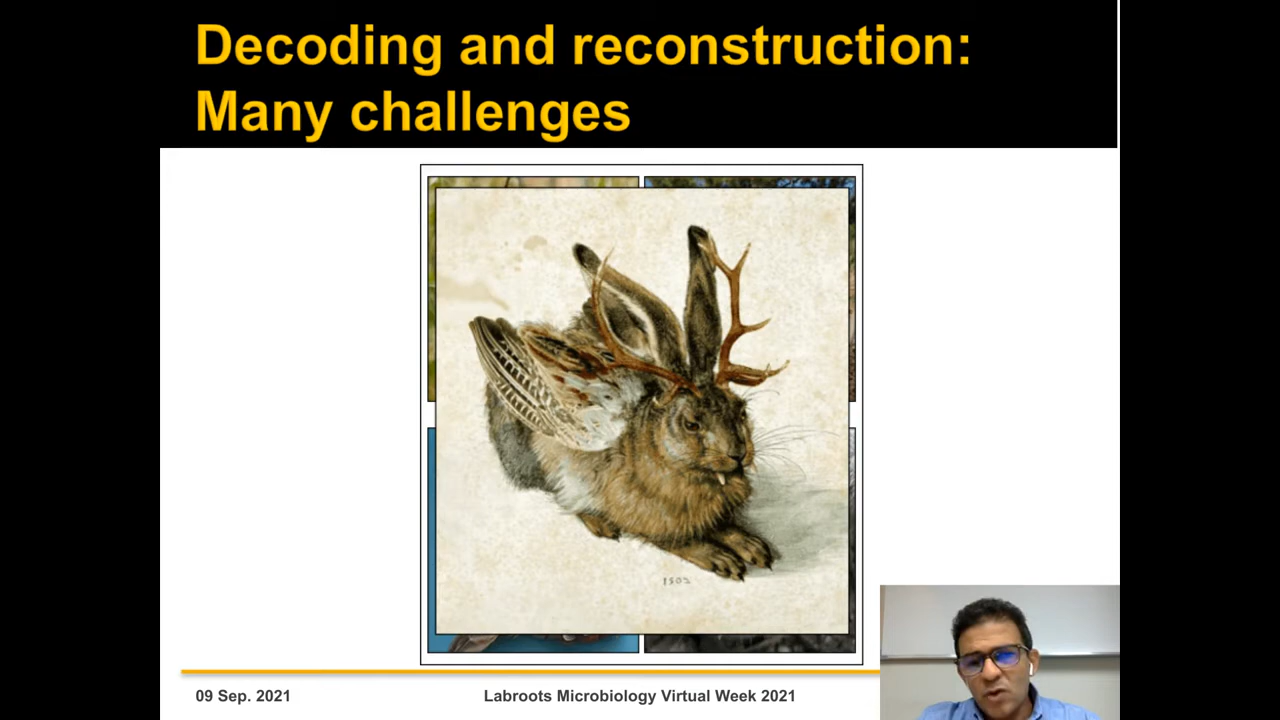 Decoding and reconstruction:
Many challenges
1502
09 Sep. 2021
Labroots Microbiology Virtual Week 2021